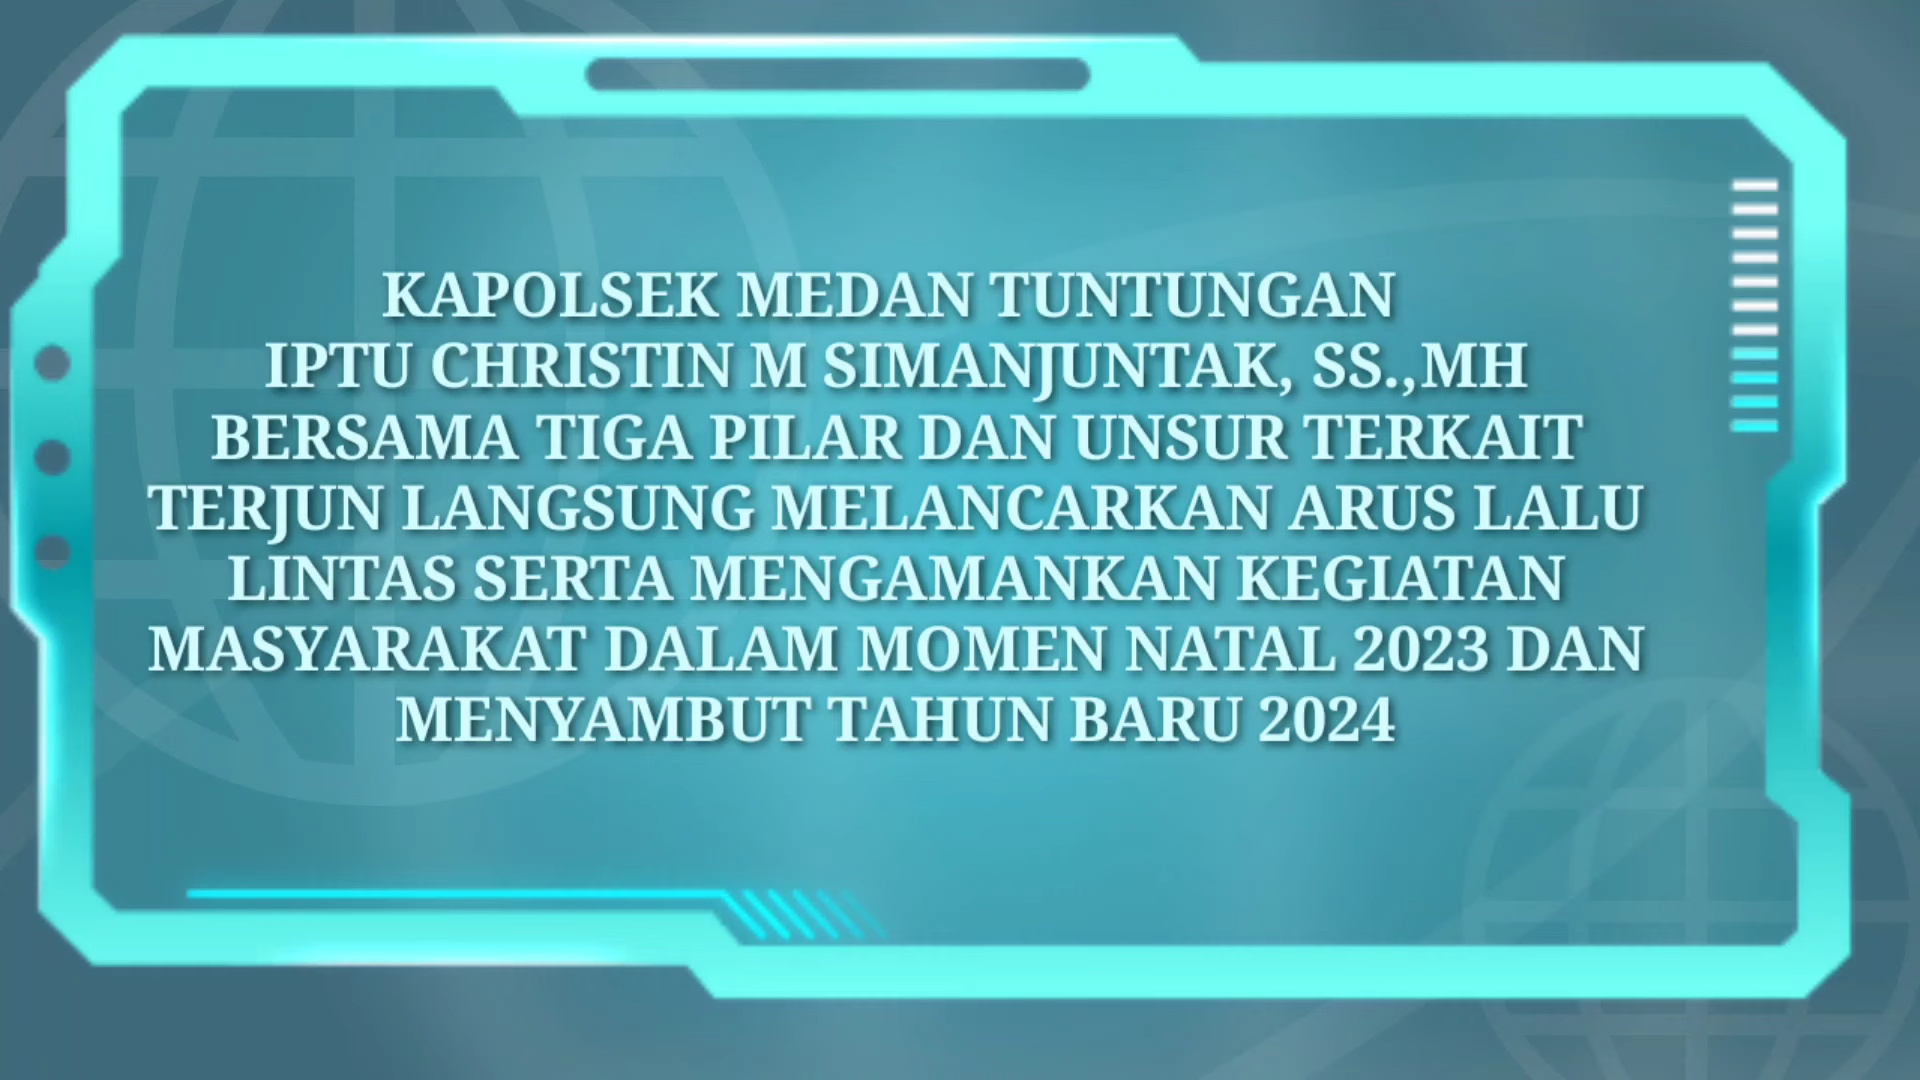 KAPOLSEK MEDAN TUNTUNGAN
IPTU CHRISTIN M SIMANJUNTAK, SS.,MH
BERSAMA TIGA PILAR DAN UNSUR TERKAIT
TERJUN LANGSUNG MELANCARKAN ARUS LALU
LINTAS SERTA MENGAMANKAN KEGIATAN
MASYARAKAT DALAM MOMEN NATAL 2023 DAN
MENYAMBUT TAHUN BARU 2024